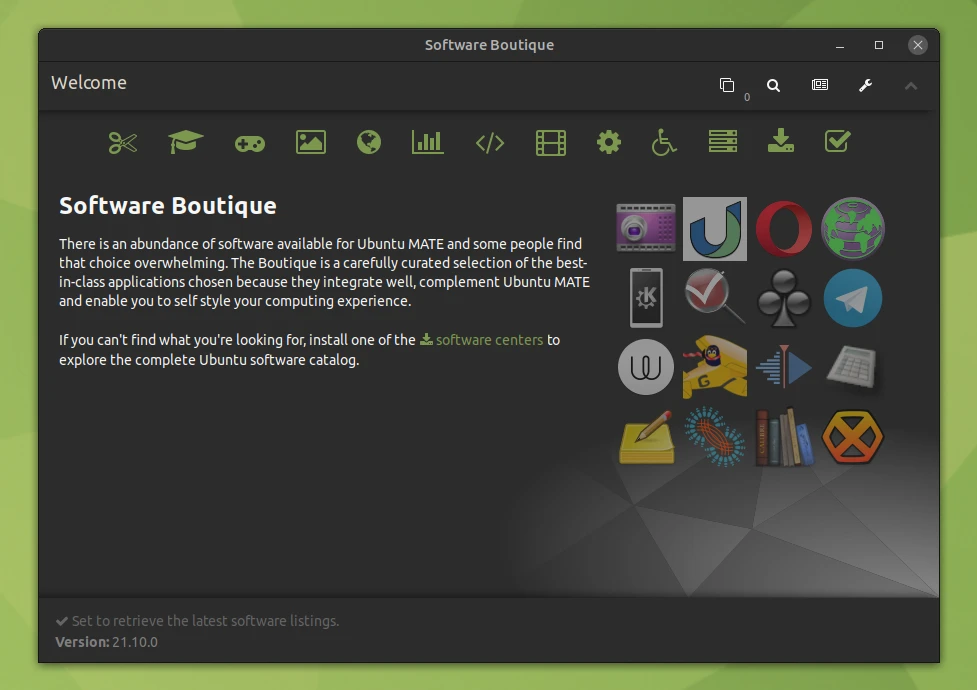 Software Boutique
Welcome
0
Software Boutique
There is an abundance of software available for Ubuntu MATE and some people find
that choice overwhelming. The Boutique is a carefully curated selection of the best-
in-class applications chosen because they integrate well, complement Ubuntu MATE
and enable you to self style your computing experience.
If you can't find what you're looking for, install one of the software centers to
explore the complete Ubuntu software catalog.
Set to retrieve the latest software listings.
Version: 21.10.0